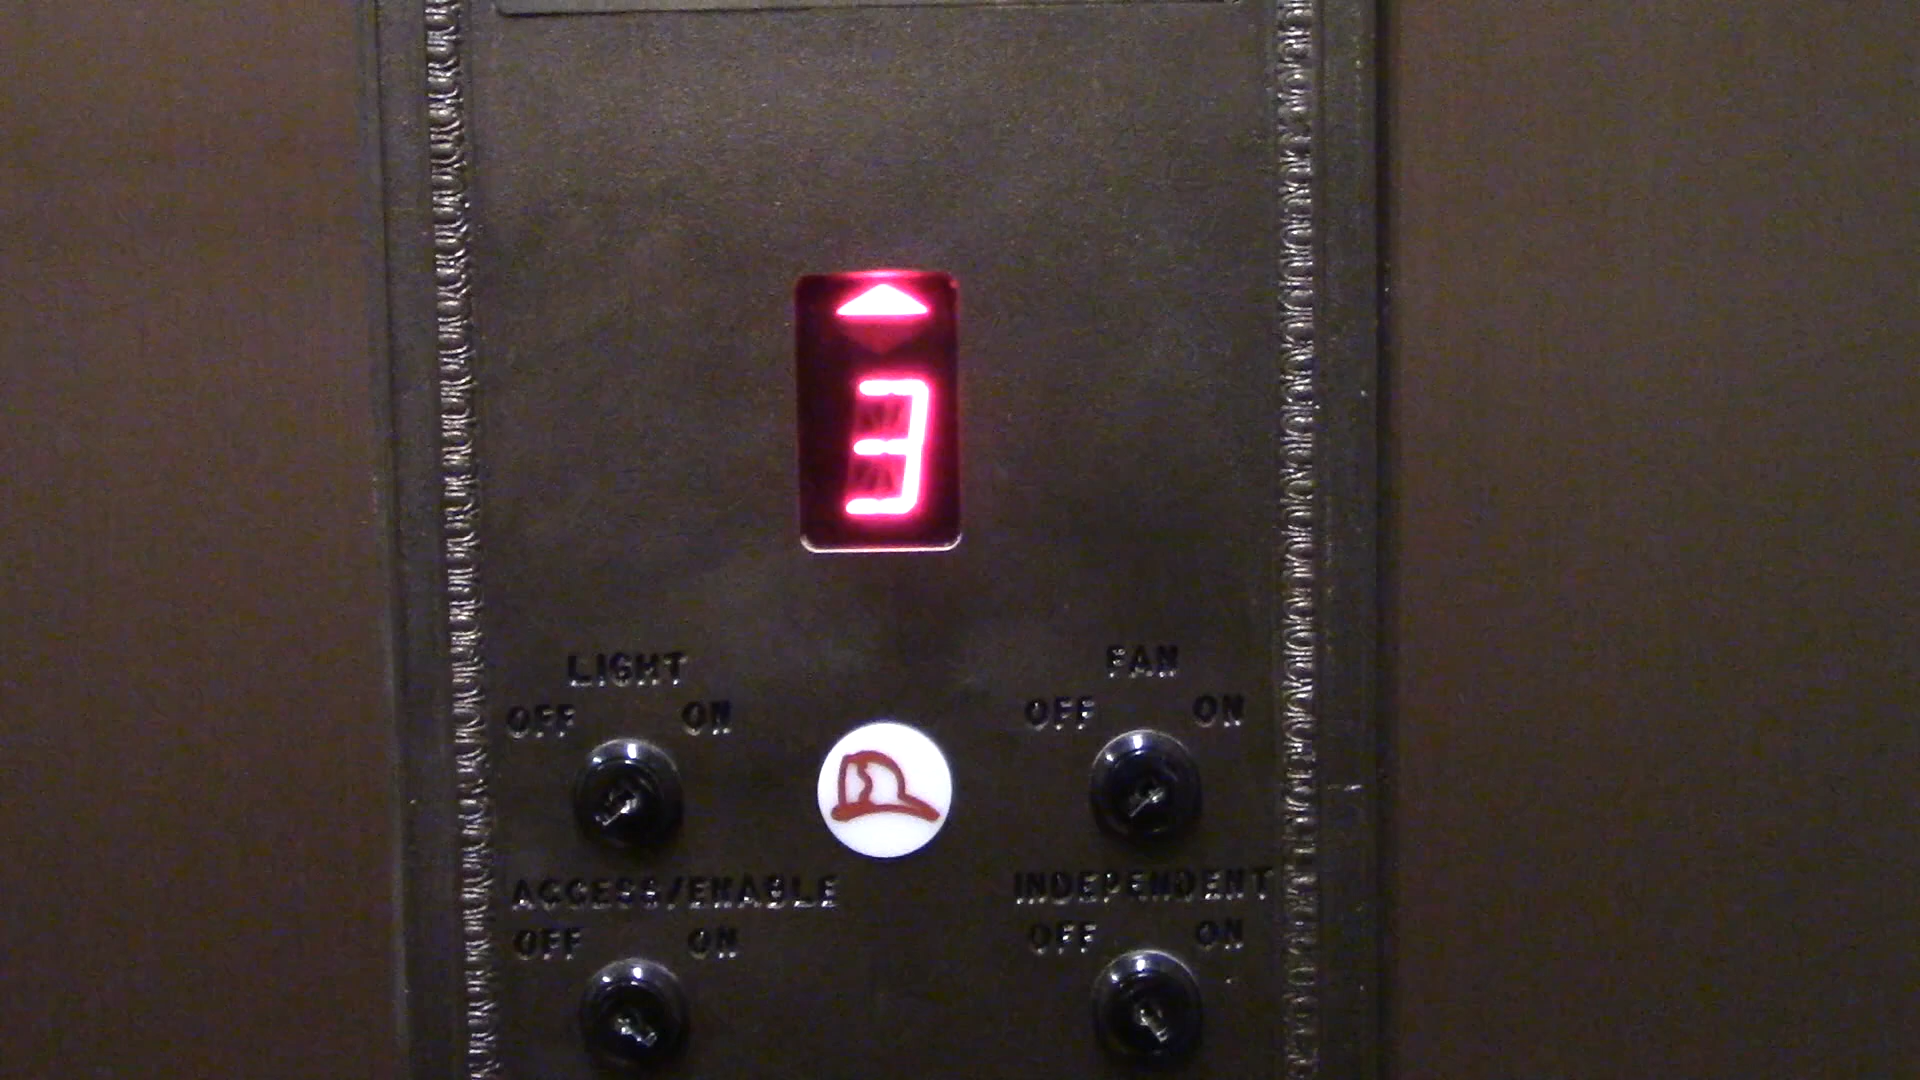 3
LIGHT
OFF ON
FAN
OFF ON
ACCESS/ENABLE
OFF ON
INDEPENDENT
OFF ON